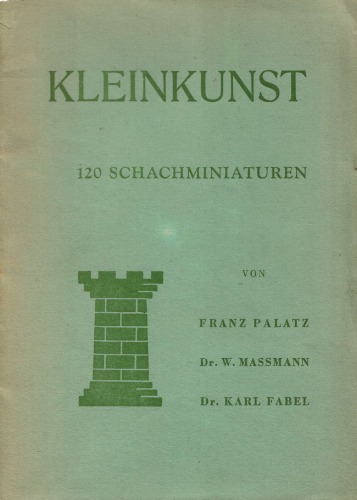 KLEINKUNST
120 SCHACHMINIATUREN
VON
FRANZ PALATZ
Dr. W. MASSMANN
Dr. KARL FABEL